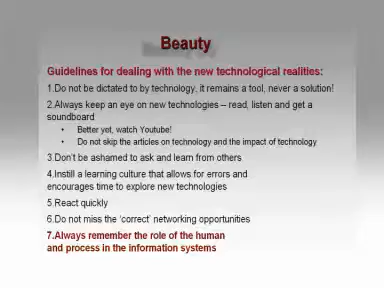 Beauty
Guidelines for dealing with the new technological realities:
1.Do not be dictated to by technology, it remains a tool, never a solution!
2.Always keep an eye on new technologies – read, listen and get a
soundboard
• Better yet, watch Youtube!
• Do not skip the articles on technology and the impact of technology
3.Don't be ashamed to ask and learn from others
4.Instill a learning culture that allows for errors and
encourages time to explore new technologies
5.React quickly
6.Do not miss the 'correct' networking opportunities
7.Always remember the role of the human
and process in the information systems